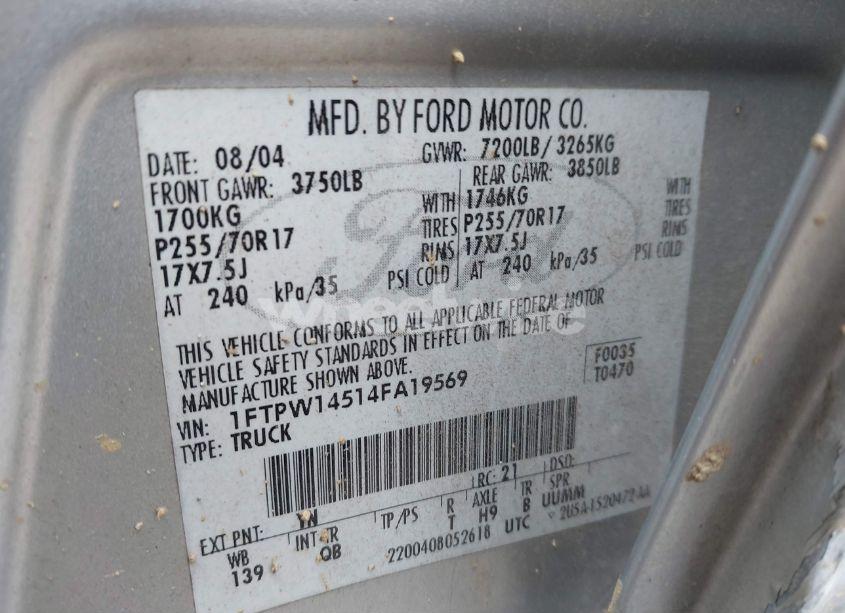 MFD. BY FORD MOTOR CO.
DATE: 08/04 GVWR: 7200LB/ 3265KG
FRONT GAWR: 3750LB REAR GAWR: 3850LB
1700KG WITH 1746KG WITH
P255/70R17 TIRES P255/70R17 TIRES
17X7.5J RIMS 17X7.5J RIMS
AT 240 kPa/35 PSI COLD AT 240 kPa/35 PSI COLD
THIS VEHICLE CONFORMS TO ALL APPLICABLE FEDERAL MOTOR
VEHICLE SAFETY STANDARDS IN EFFECT ON THE DATE OF
MANUFACTURE SHOWN ABOVE.
F0035
T0470
VIN: 1FTPW14514FA19569
TYPE: TRUCK
RC: 21 DSO:
EXT PNT: YN
WB INT TR TP/PS R AXLE TR SPR
139 QB T H9 B UUMM
2200408052618 UTC
Ford